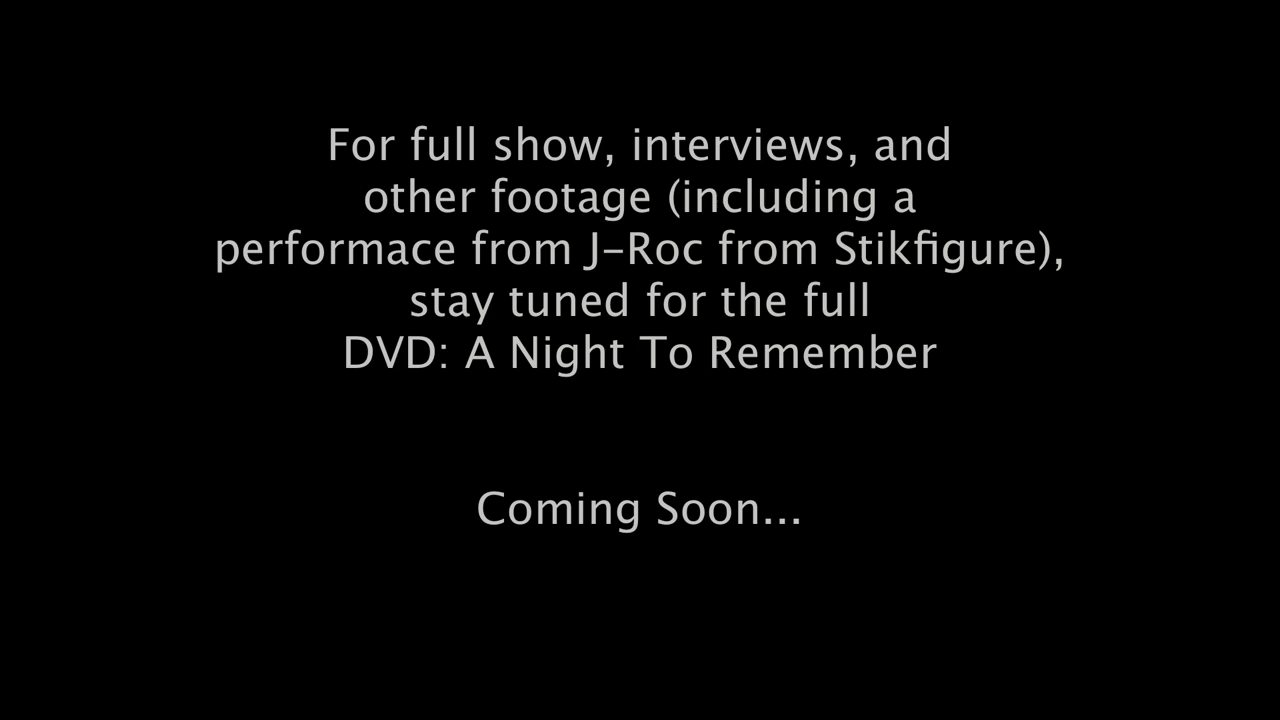 For full show, interviews, and
other footage (including a
performace from J-Roc from Stikfigure),
stay tuned for the full
DVD: A Night To Remember
Coming Soon...